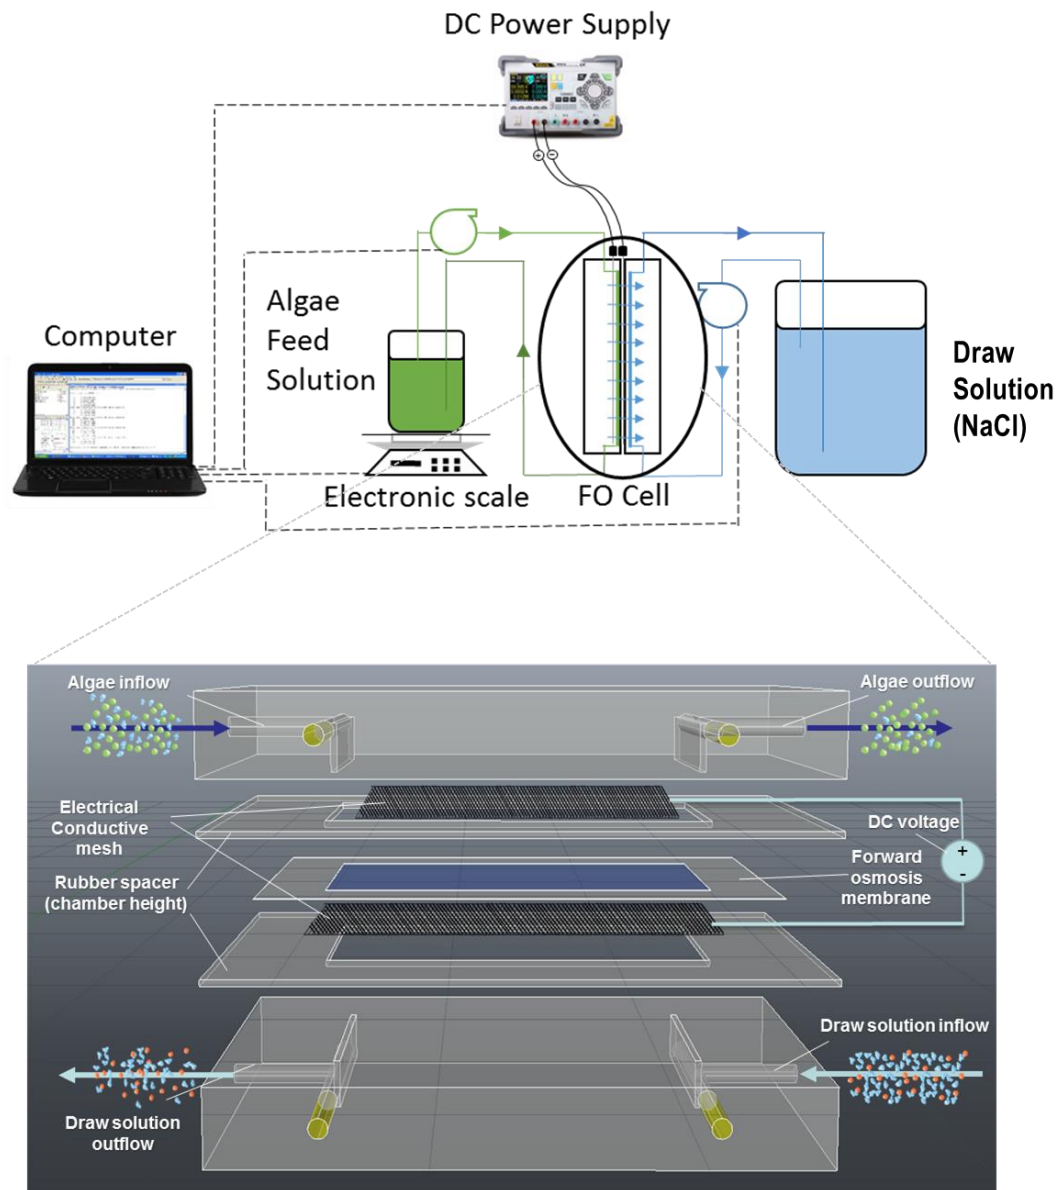 DC Power Supply
+
−
Algae
Feed
Solution
Computer
Draw
Solution
(NaCl)
Electronic scale
FO Cell
Algae inflow
Algae outflow
Electrical
Conductive
mesh
DC voltage
+
-
Rubber spacer
(chamber height)
Forward
osmosis
membrane
Draw solution inflow
Draw solution
outflow